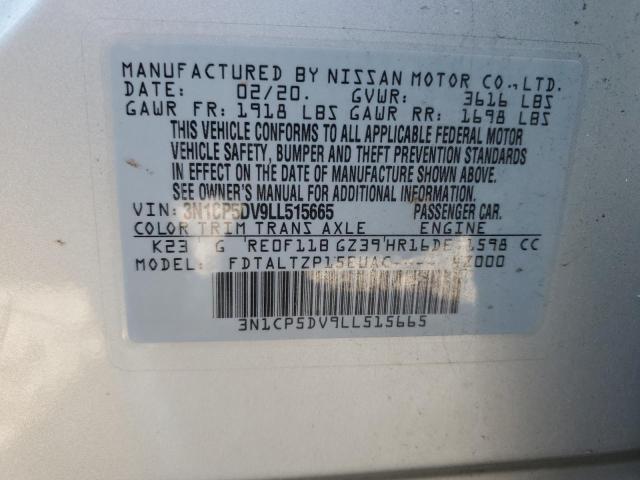 MANUFACTURED BY NISSAN MOTOR CO., LTD.
DATE: 02/20. GVWR: 3616 LBS
GAWR FR: 1918 LBS GAWR RR: 1698 LBS
THIS VEHICLE CONFORMS TO ALL APPLICABLE FEDERAL MOTOR
VEHICLE SAFETY, BUMPER AND THEFT PREVENTION STANDARDS
IN EFFECT ON THE DATE OF MANUFACTURE SHOWN ABOVE.
SEE OWNER'S MANUAL FOR ADDITIONAL INFORMATION.
VIN: 3N1CP5DV9LL515665 PASSENGER CAR.
COLOR TRIM TRANS AXLE ENGINE
K23 G RE0F11B GZ39 HR16DE 1598 CC
MODEL: FDTALTZP15EUAC---- 4Z000
3N1CP5DV9LL515665